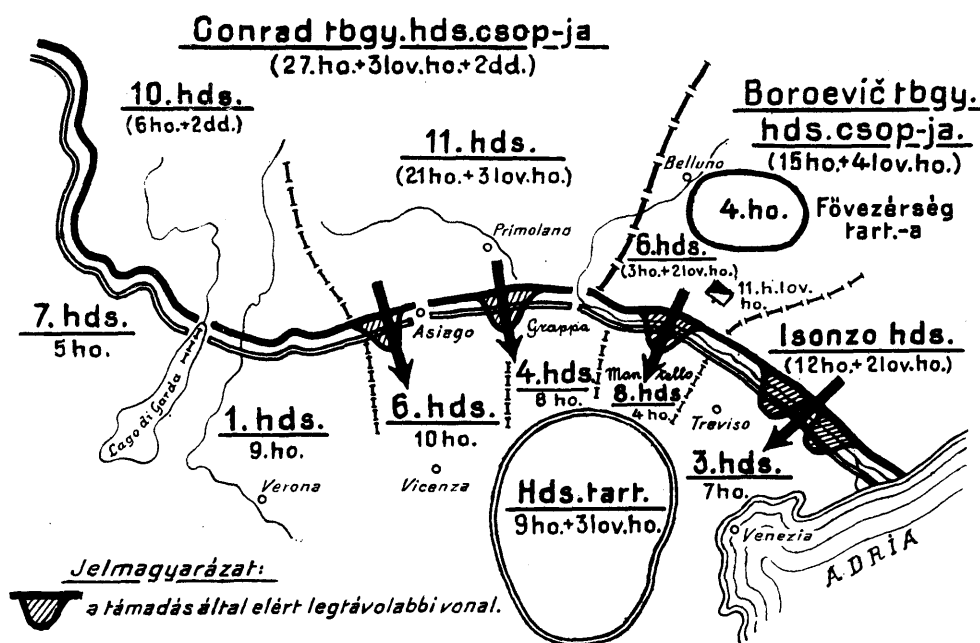 Conrad tbgy.hds.csop-ja
(27.ho.+3lov.ho.+2dd.)
10.hds.
(6ho.+2dd.)
11.hds.
(21ho.+3lov.ho.)
Boroevič tbgy.
hds.csop-ja.
(15ho.+4lov.ho.)
Belluno
4.ho.
Fővezérség
tart.-a
Primolano
6.hds.
(3ho.+2lov.ho.)
11.h.lov.
ho.
7.hds.
5ho.
Asiago
Grappa
Isonzo hds.
(12ho.+2lov.ho.)
Lago di Garda
1.hds.
9.ho.
6.hds.
10ho.
4.hds.
8ho.
Montello
8.hds.
4ho.
Treviso
3.hds.
7ho.
Verona
Vicenza
Hds.tart.
9ho.+3lov.ho.
Venezia
ADRIA
Jelmagyarázat:
a támadás által elért legtávolabbi vonal.